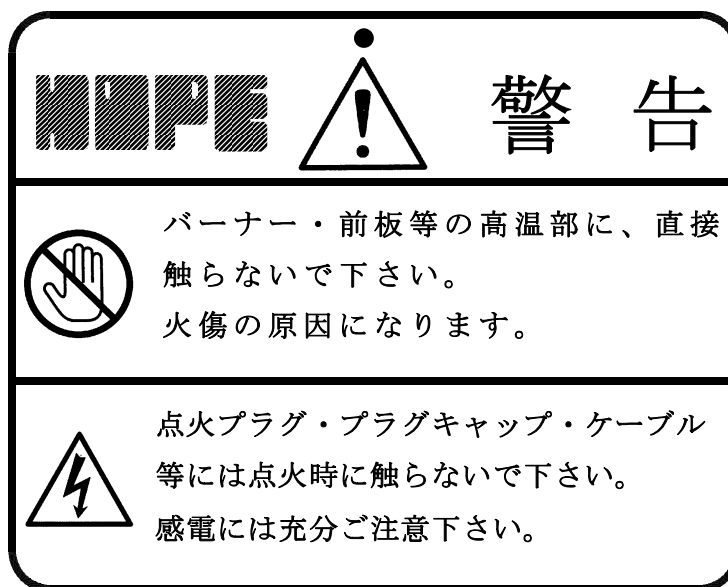 HOPE 警告
バーナー・前板等の高温部に、直接
触らないで下さい。
火傷の原因になります。
点火プラグ・プラグキャップ・ケーブル
等には点火時に触らないで下さい。
感電には充分ご注意下さい。